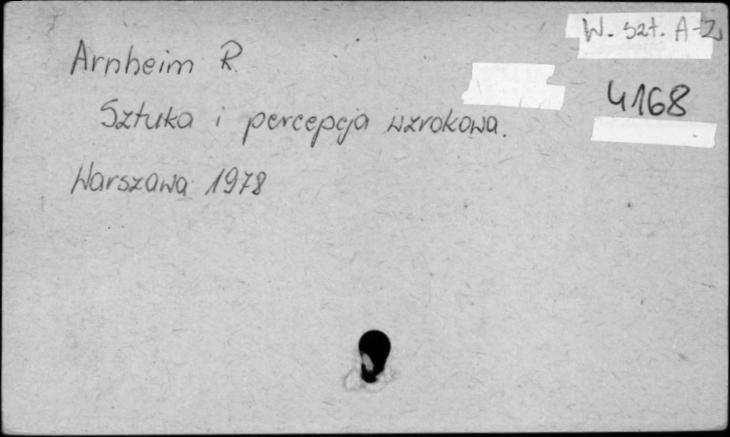 W. szt. A-Z
Arnheim R.
4168
Sztuka i percepcja wzrokowa.
Warszawa 1978